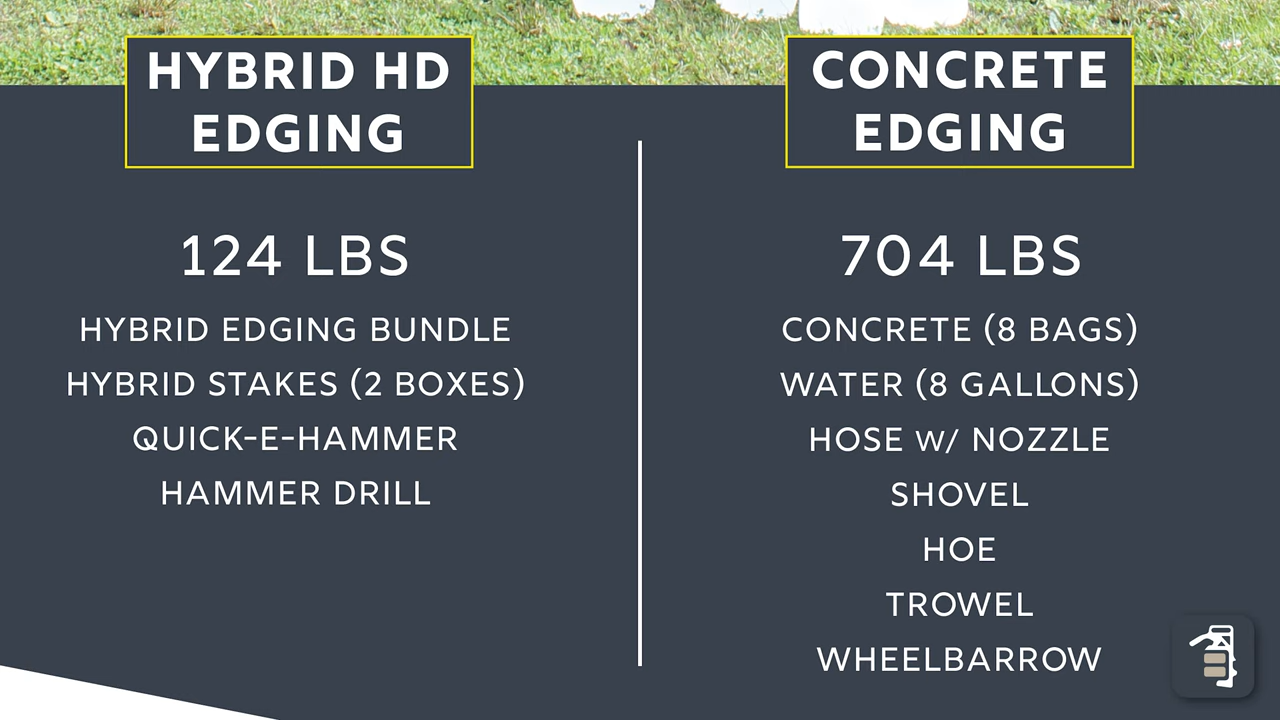 HYBRID HD
EDGING
124 LBS
HYBRID EDGING BUNDLE
HYBRID STAKES (2 BOXES)
QUICK-E-HAMMER
HAMMER DRILL
CONCRETE
EDGING
704 LBS
CONCRETE (8 BAGS)
WATER (8 GALLONS)
HOSE W/ NOZZLE
SHOVEL
HOE
TROWEL
WHEELBARROW